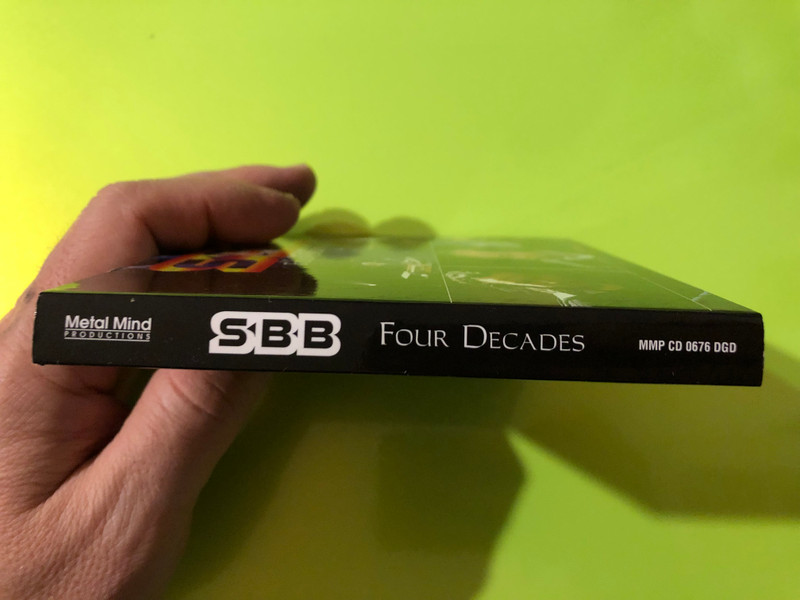 Metal Mind
PRODUCTIONS
SBB
Four Decades
MMP CD 0676 DGD